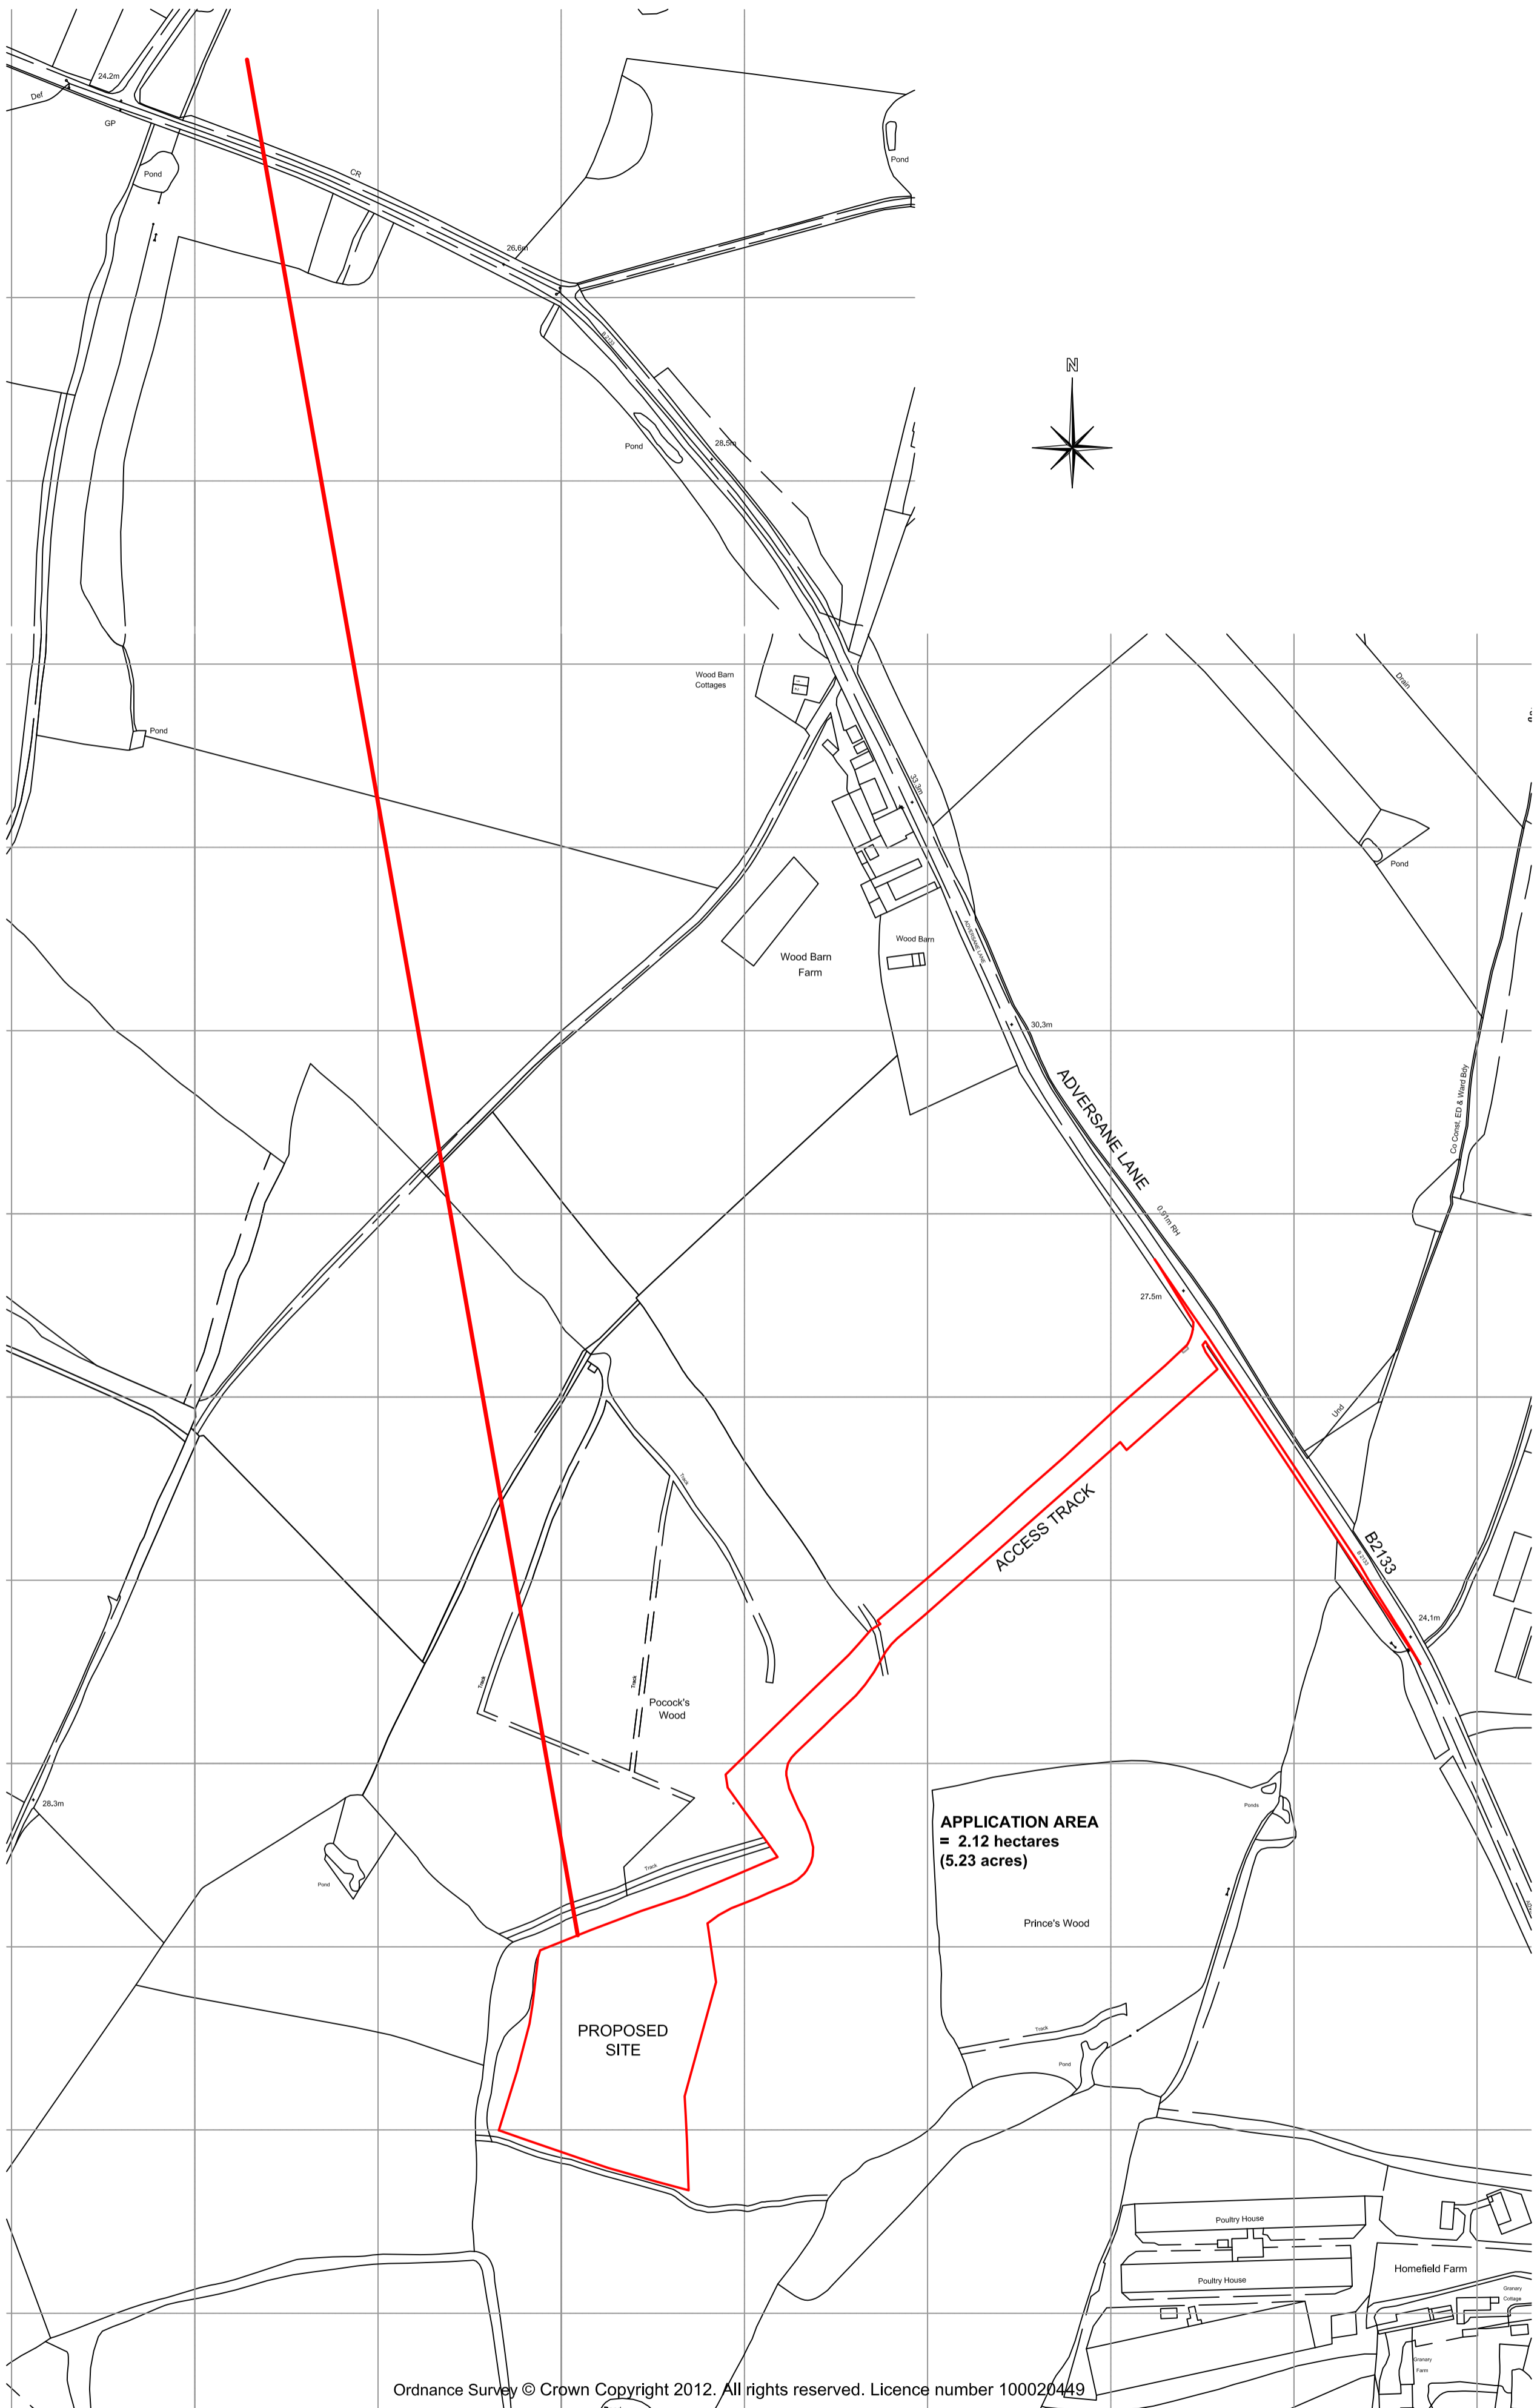 24.2m
Def
GP
Pond
CR
Pond
26.6m
B 2133
N
28.5m
Pond
Wood Barn
Cottages
Drain
Pond
33.3m
Pond
ADVERSANE LANE
Wood Barn
Wood Barn
Farm
30.3m
ADVERSANE LANE
Co Const, ED & Ward Bdy
0.91m RH
27.5m
Und
Track
ACCESS TRACK
B2133
B 2133
24.1m
Track
Track
Pocock's
Wood
28.3m
Ponds
APPLICATION AREA
= 2.12 hectares
(5.23 acres)
Track
Pond
Prince's Wood
PROPOSED
SITE
Track
Pond
Poultry House
Poultry House
Homefield Farm
Granary
Cottage
Granary
Farm
Ordnance Survey © Crown Copyright 2012. All rights reserved. Licence number 100020449